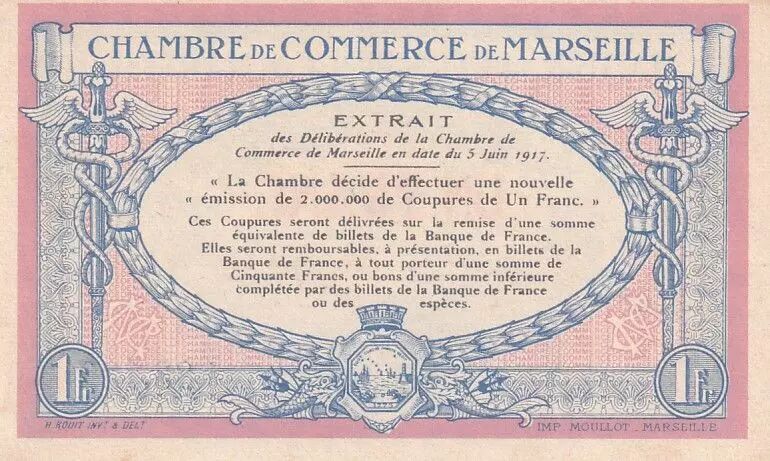 CHAMBRE DE COMMERCE DE MARSEILLE
EXTRAIT
des Délibérations de la Chambre de
Commerce de Marseille en date du 5 Juin 1917.
« La Chambre décide d'effectuer une nouvelle
« émission de 2.000.000 de Coupures de Un Franc. »
Ces Coupures seront délivrées sur la remise d'une somme
équivalente de billets de la Banque de France.
Elles seront remboursables, à présentation, en billets de la
Banque de France, à tout porteur d'une somme de
Cinquante Francs, ou bons d'une somme inférieure
complétée par des billets de la Banque de France
ou des espèces.
1Fr
1Fr
H. ROUIT INVT & DELT
IMP. MOULLOT _ MARSEILLE